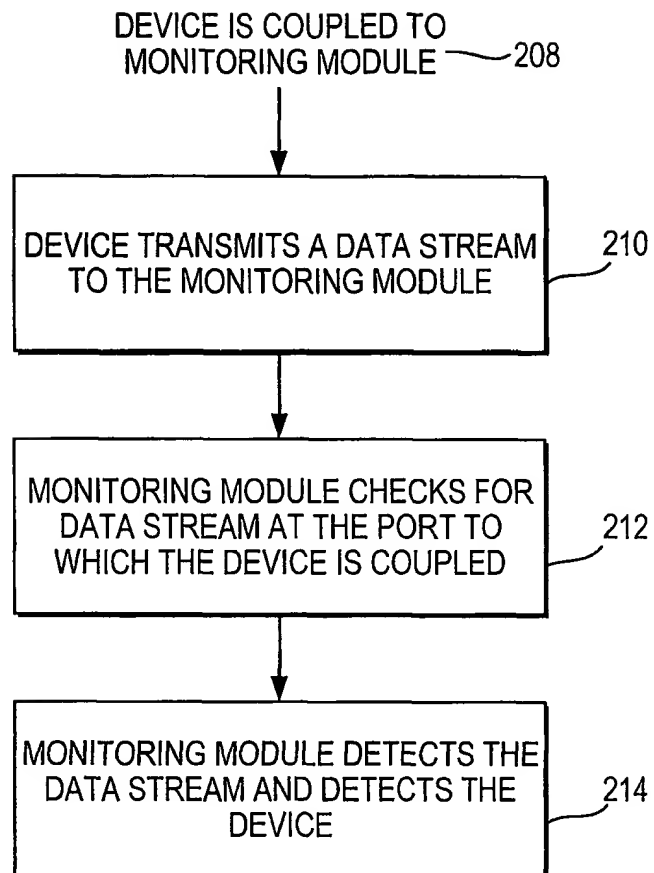 DEVICE IS COUPLED TO
MONITORING MODULE 208
DEVICE TRANSMITS A DATA STREAM
TO THE MONITORING MODULE
210
MONITORING MODULE CHECKS FOR
DATA STREAM AT THE PORT TO
WHICH THE DEVICE IS COUPLED
212
MONITORING MODULE DETECTS THE
DATA STREAM AND DETECTS THE
DEVICE
214